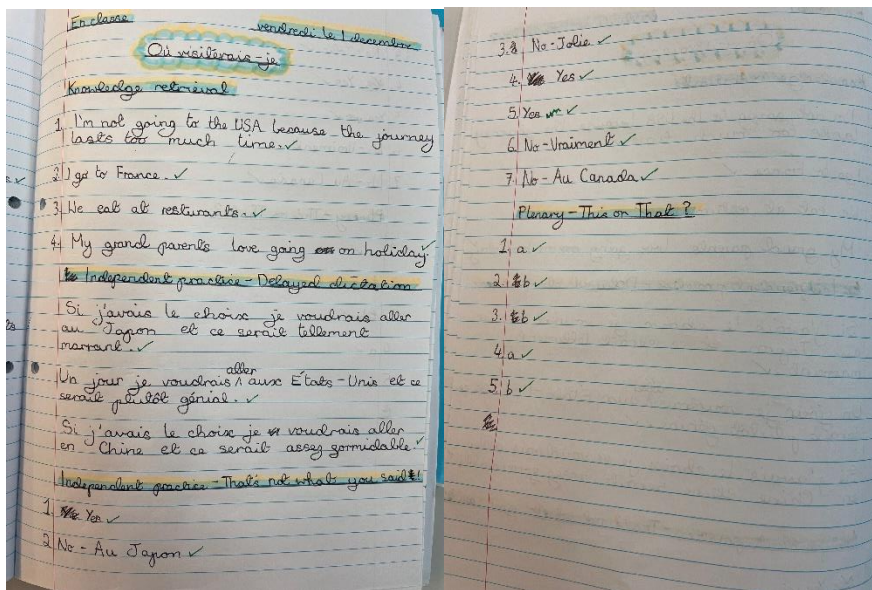 En classe
vendredi le 1 decembre
Où visiterais-je
Knowledge retrieval
1. I'm not going to the USA because the journey
lasts too much time. ✓
2. I go to France. ✓
3. We eat at resturants. ✓
4. My grand parents love going on holiday. ✓
Independent practice - Delayed dictation
Si j'avais le choix je voudrais aller
au Japon et ce serait tellement
marrant. ✓
aller
Un jour je voudrais ^ aux États-Unis et ce
serait plutôt génial. ✓
Si j'avais le choix je voudrais aller
en Chine et ce serait assez formidable. ✓
Independent practice - That's not what you said!
1. Yes ✓
2. No - Au Japon ✓
3. No - Jolie ✓
4. Yes ✓
5. Yes ✓
6. No - Vraiment ✓
7. No - Au Canada ✓
Plenary - This or That?
1. a ✓
2. b ✓
3. b ✓
4. a ✓
5. b ✓